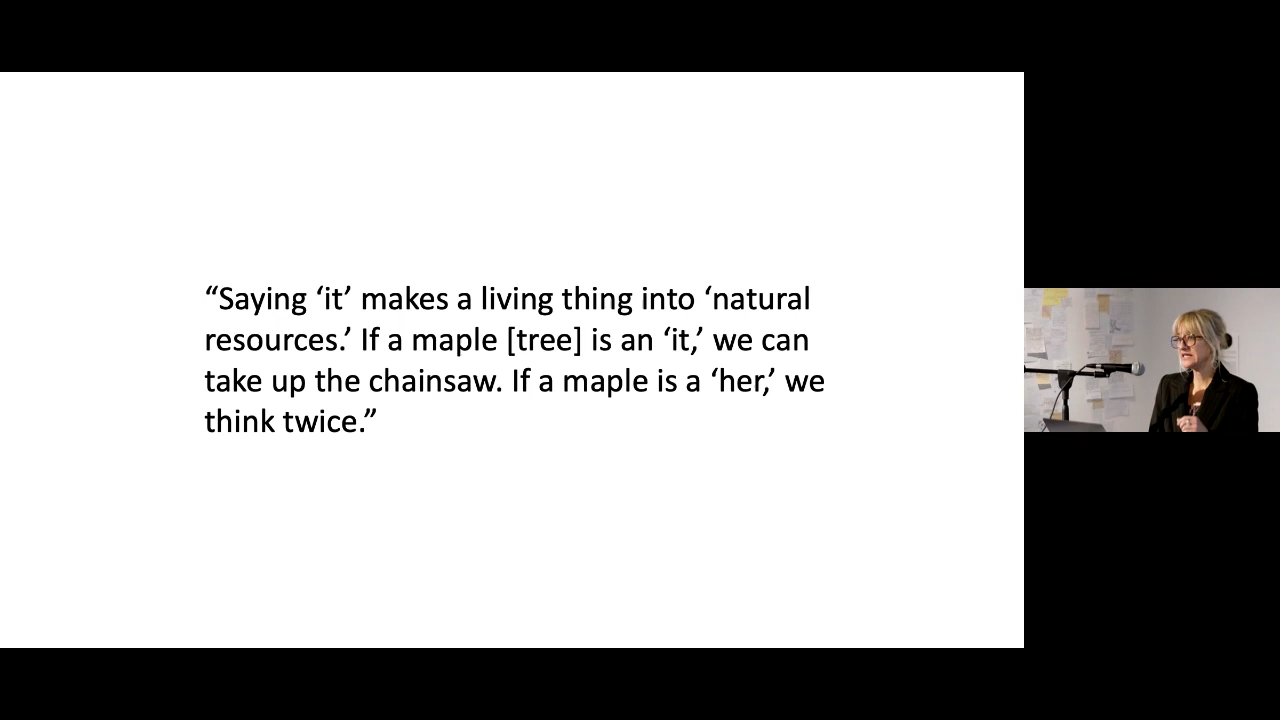 “Saying ‘it’ makes a living thing into ‘natural
resources.’ If a maple [tree] is an ‘it,’ we can
take up the chainsaw. If a maple is a ‘her,’ we
think twice.”